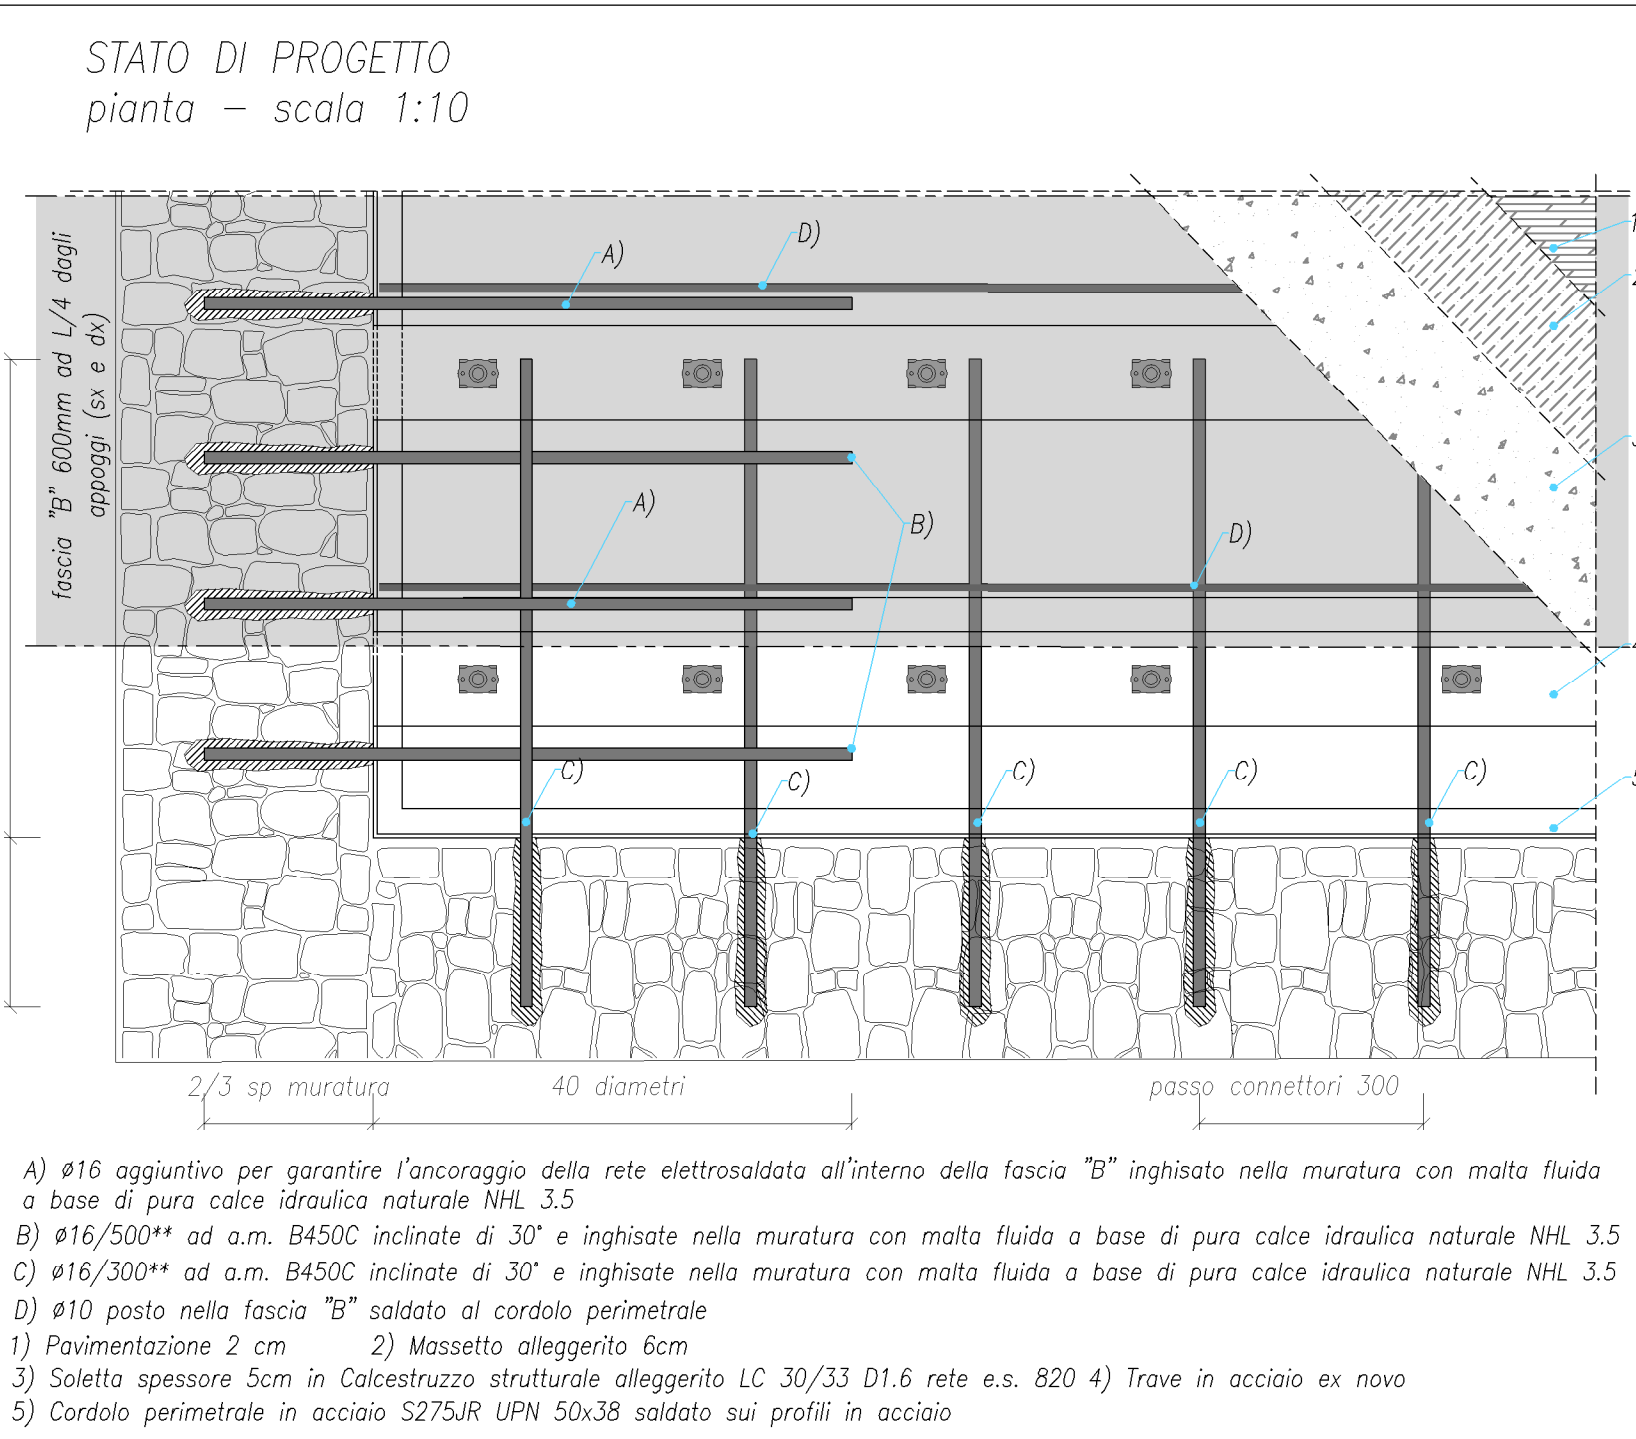 STATO DI PROGETTO
pianta – scala 1:10
fascia "B" 600mm ad L/4 dagli
appoggi (sx e dx)
A)
D)
A)
B)
D)
C)
C)
C)
C)
C)
1
2
3
4
5
2/3 sp muratura
40 diametri
passo connettori 300
A) ø16 aggiuntivo per garantire l'ancoraggio della rete elettrosaldata all'interno della fascia "B" inghisato nella muratura con malta fluida
a base di pura calce idraulica naturale NHL 3.5
B) ø16/500** ad a.m. B450C inclinate di 30° e inghisate nella muratura con malta fluida a base di pura calce idraulica naturale NHL 3.5
C) ø16/300** ad a.m. B450C inclinate di 30° e inghisate nella muratura con malta fluida a base di pura calce idraulica naturale NHL 3.5
D) ø10 posto nella fascia "B" saldato al cordolo perimetrale
1) Pavimentazione 2 cm 2) Massetto alleggerito 6cm
3) Soletta spessore 5cm in Calcestruzzo strutturale alleggerito LC 30/33 D1.6 rete e.s. 820 4) Trave in acciaio ex novo
5) Cordolo perimetrale in acciaio S275JR UPN 50x38 saldato sui profili in acciaio